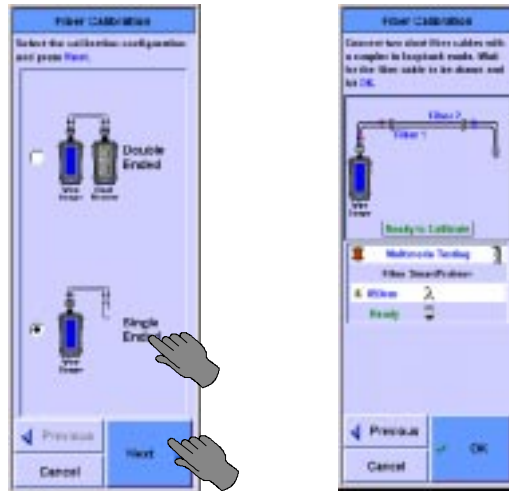 Fiber Calibration
Select the calibration configuration
and press Next.
Double
Ended
Single
Ended
Previous
Next
Cancel
Fiber Calibration
Connect two short fiber cables with
a coupler in loopback mode. Wait
for the fiber cable to be drawn and
hit OK.
Fiber 2
Fiber 1
Ready to Calibrate
Multimode Testing
Fiber SmartProbe+
850nm
Ready
Previous
OK
Cancel